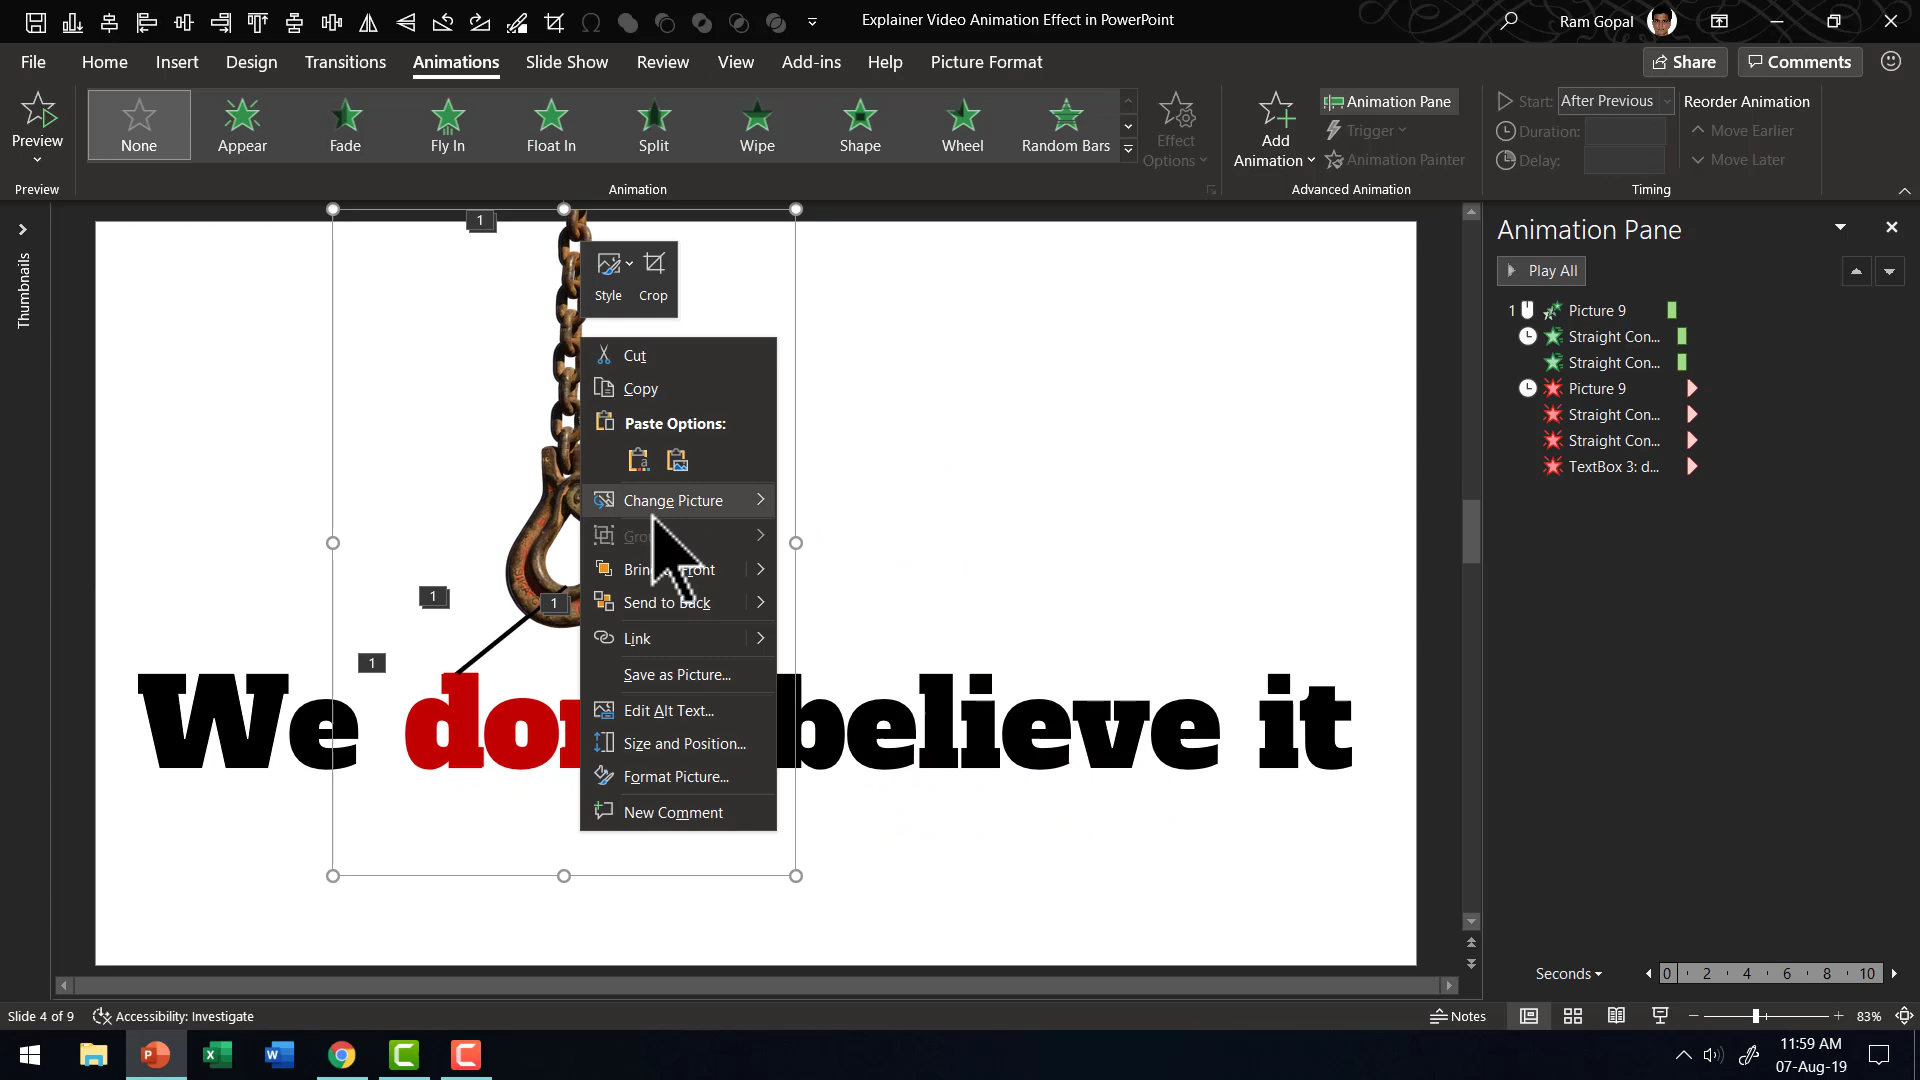 Explainer Video Animation Effect in PowerPoint
Ram Gopal
File Home Insert Design Transitions Animations Slide Show Review View Add-ins Help Picture Format
Share Comments
Preview
None Appear Fade Fly In Float In Split Wipe Shape Wheel Random Bars
Effect Options
Add Animation
Animation Pane
Trigger
Animation Painter
Start: After Previous
Duration:
Delay:
Reorder Animation
Move Earlier
Move Later
Preview Animation Advanced Animation Timing
Thumbnails
1
Style Crop
Cut
Copy
Paste Options:
Change Picture
Send to Back
Link
Save as Picture...
Edit Alt Text...
Size and Position...
Format Picture...
New Comment
1
1
1
We believe it
Animation Pane
Play All
1 Picture 9
Straight Con...
Straight Con...
Picture 9
Straight Con...
Straight Con...
TextBox 3: d...
Seconds 0 2 4 6 8 10
Slide 4 of 9 Accessibility: Investigate
Notes 83%
11:59 AM
07-Aug-19